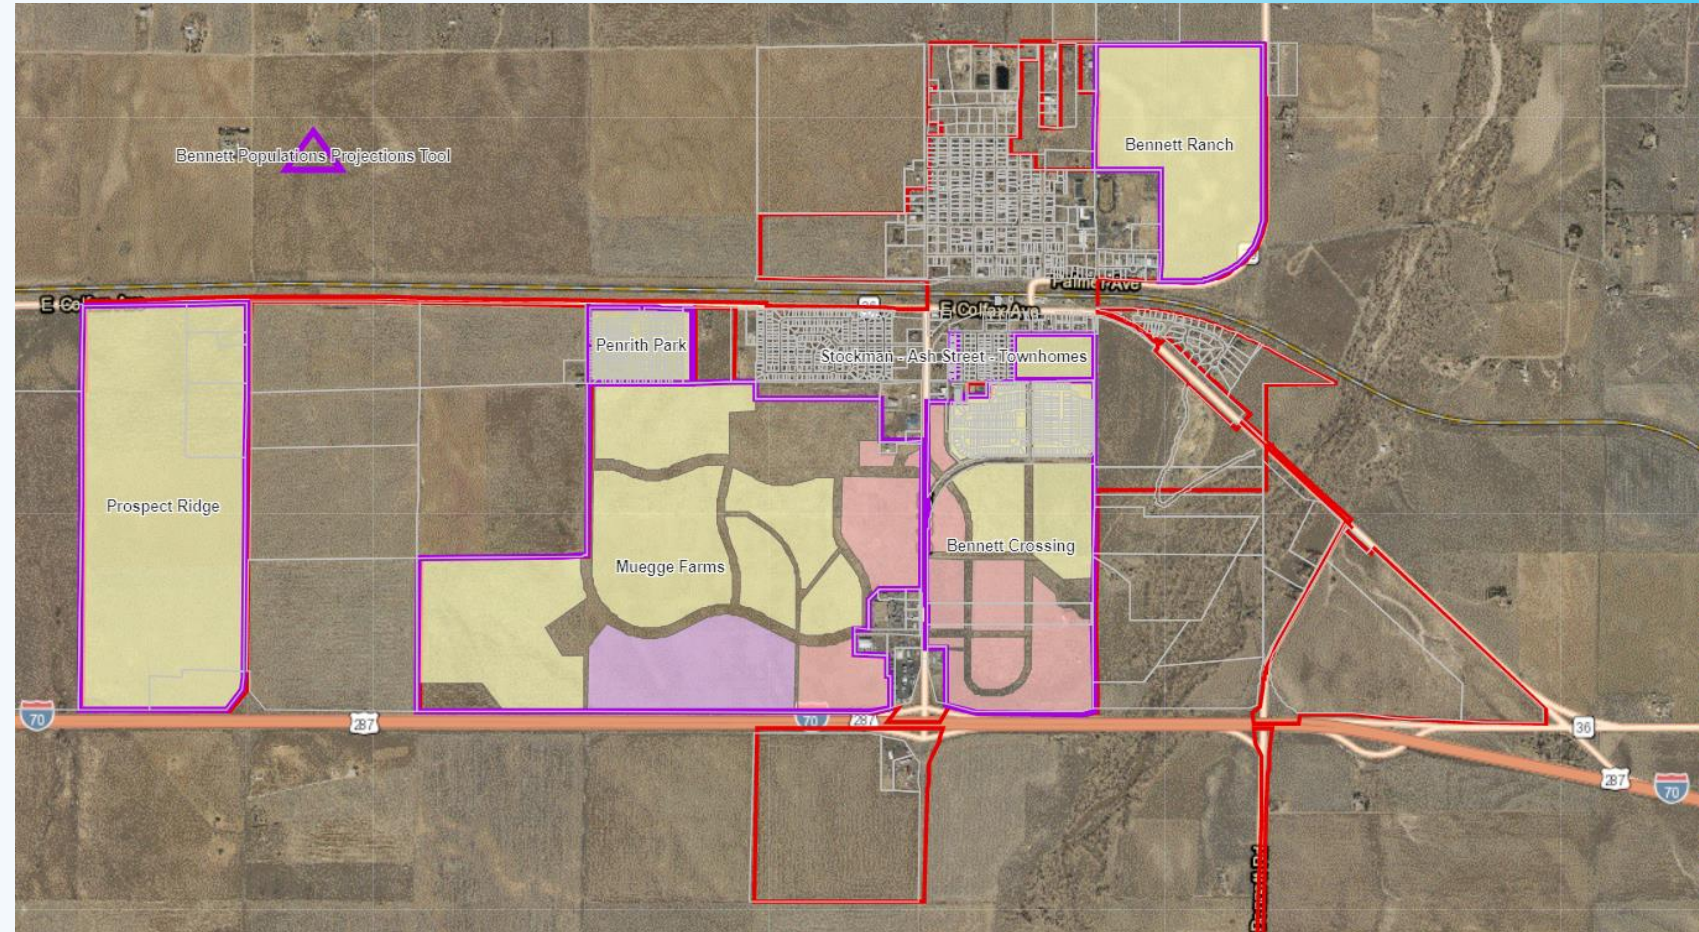 Bennett Ranch
Bennett Populations Projections Tool
Palmer Ave
E Colfax Ave
36
E Colfax Ave
Penrith Park
Stockman - Ash Street - Townhomes
Prospect Ridge
Bennett Crossing
Muegge Farms
70
287
70
287
36
287
70